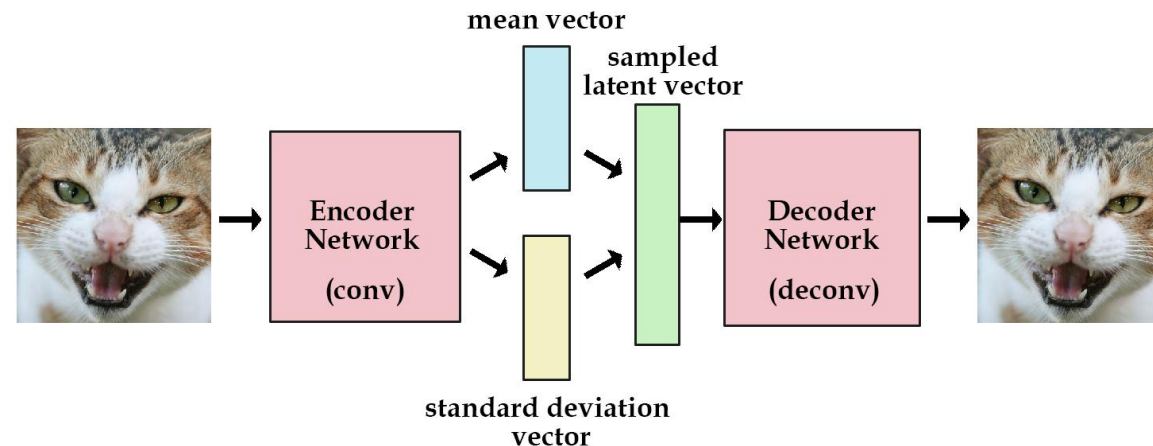 mean vector
sampled
latent vector
Encoder
Network
(conv)
Decoder
Network
(deconv)
standard deviation
vector